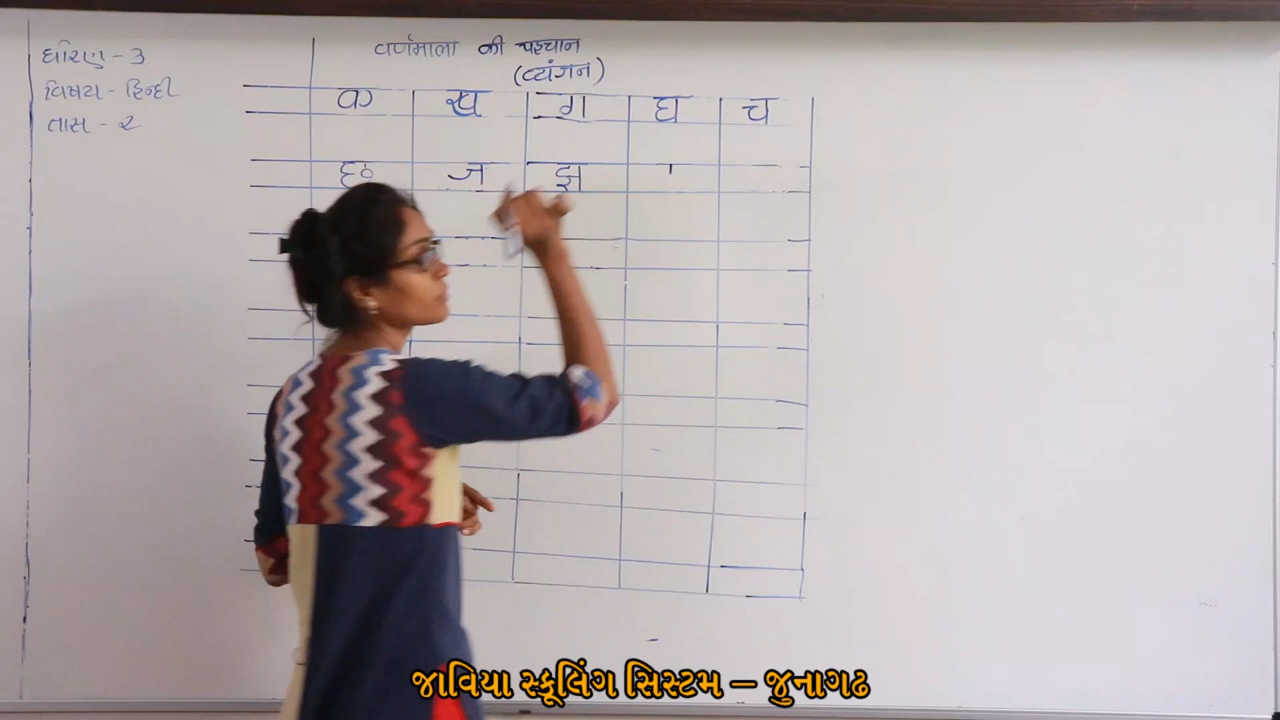 ધોરણ - 3
વિષય - હિન્દી
તાસ - ૨
वर्णमाला की पहचान
(व्यंजन)
क ख ग घ च
छ ज झ
જાવિયા સ્કૂલિંગ સિસ્ટમ – જુનાગઢ